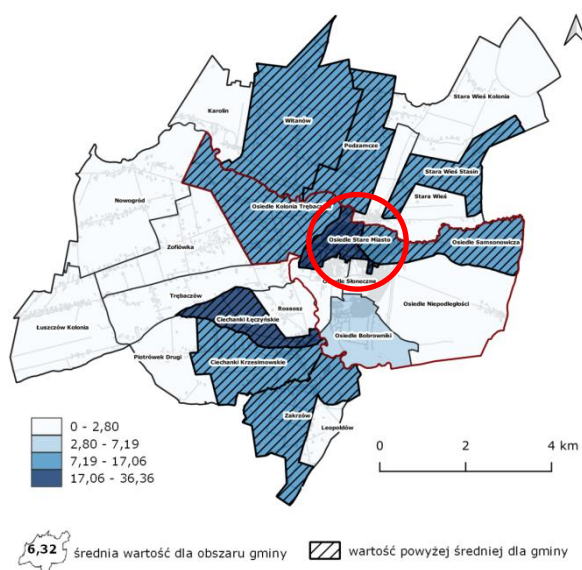 Karolin
Stara Wieś Kolonia
Witanów
Podzamcze
Stara Wieś Stasin
Nowogród
Stara Wieś
Osiedle Kolonia Trębaczów
Zofiówka
Osiedle Stare Miasto
Osiedle Samsonowicza
Osiedle Słoneczne
Trębaczów
Osiedle Niepodległości
Ciechanki Łęczyńskie
Rossosz
Łuszczów Kolonia
Osiedle Bobrowniki
Piotrówek Drugi
Ciechanki Krzesimowskie
Zakrzów
Leopoldów
0 - 2,80
2,80 - 7,19
7,19 - 17,06
17,06 - 36,36
0 2 4 km
6,32 średnia wartość dla obszaru gminy
wartość powyżej średniej dla gminy